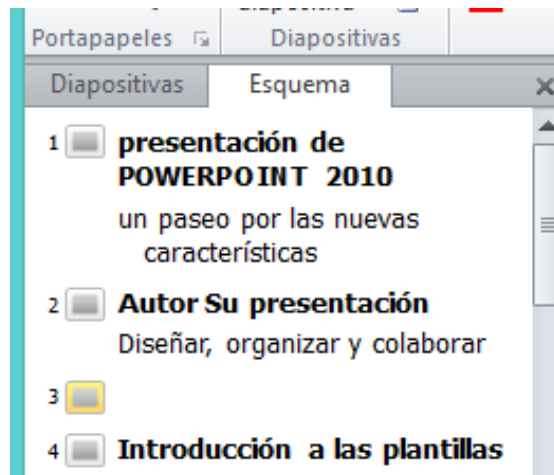 diapositiva
Portapapeles Diapositivas
Diapositivas Esquema
1 presentación de
POWERPOINT 2010
un paseo por las nuevas
características
2 Autor Su presentación
Diseñar, organizar y colaborar
3
4 Introducción a las plantillas